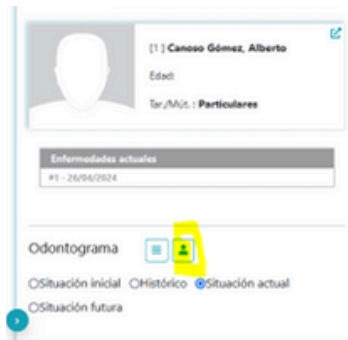 [1] Canoso Gómez, Alberto
Edad:
Tar./Mút. : Particulares
Enfermedades actuales
#1 - 26/04/2024
Odontograma
Situación inicial Histórico Situación actual
Situación futura